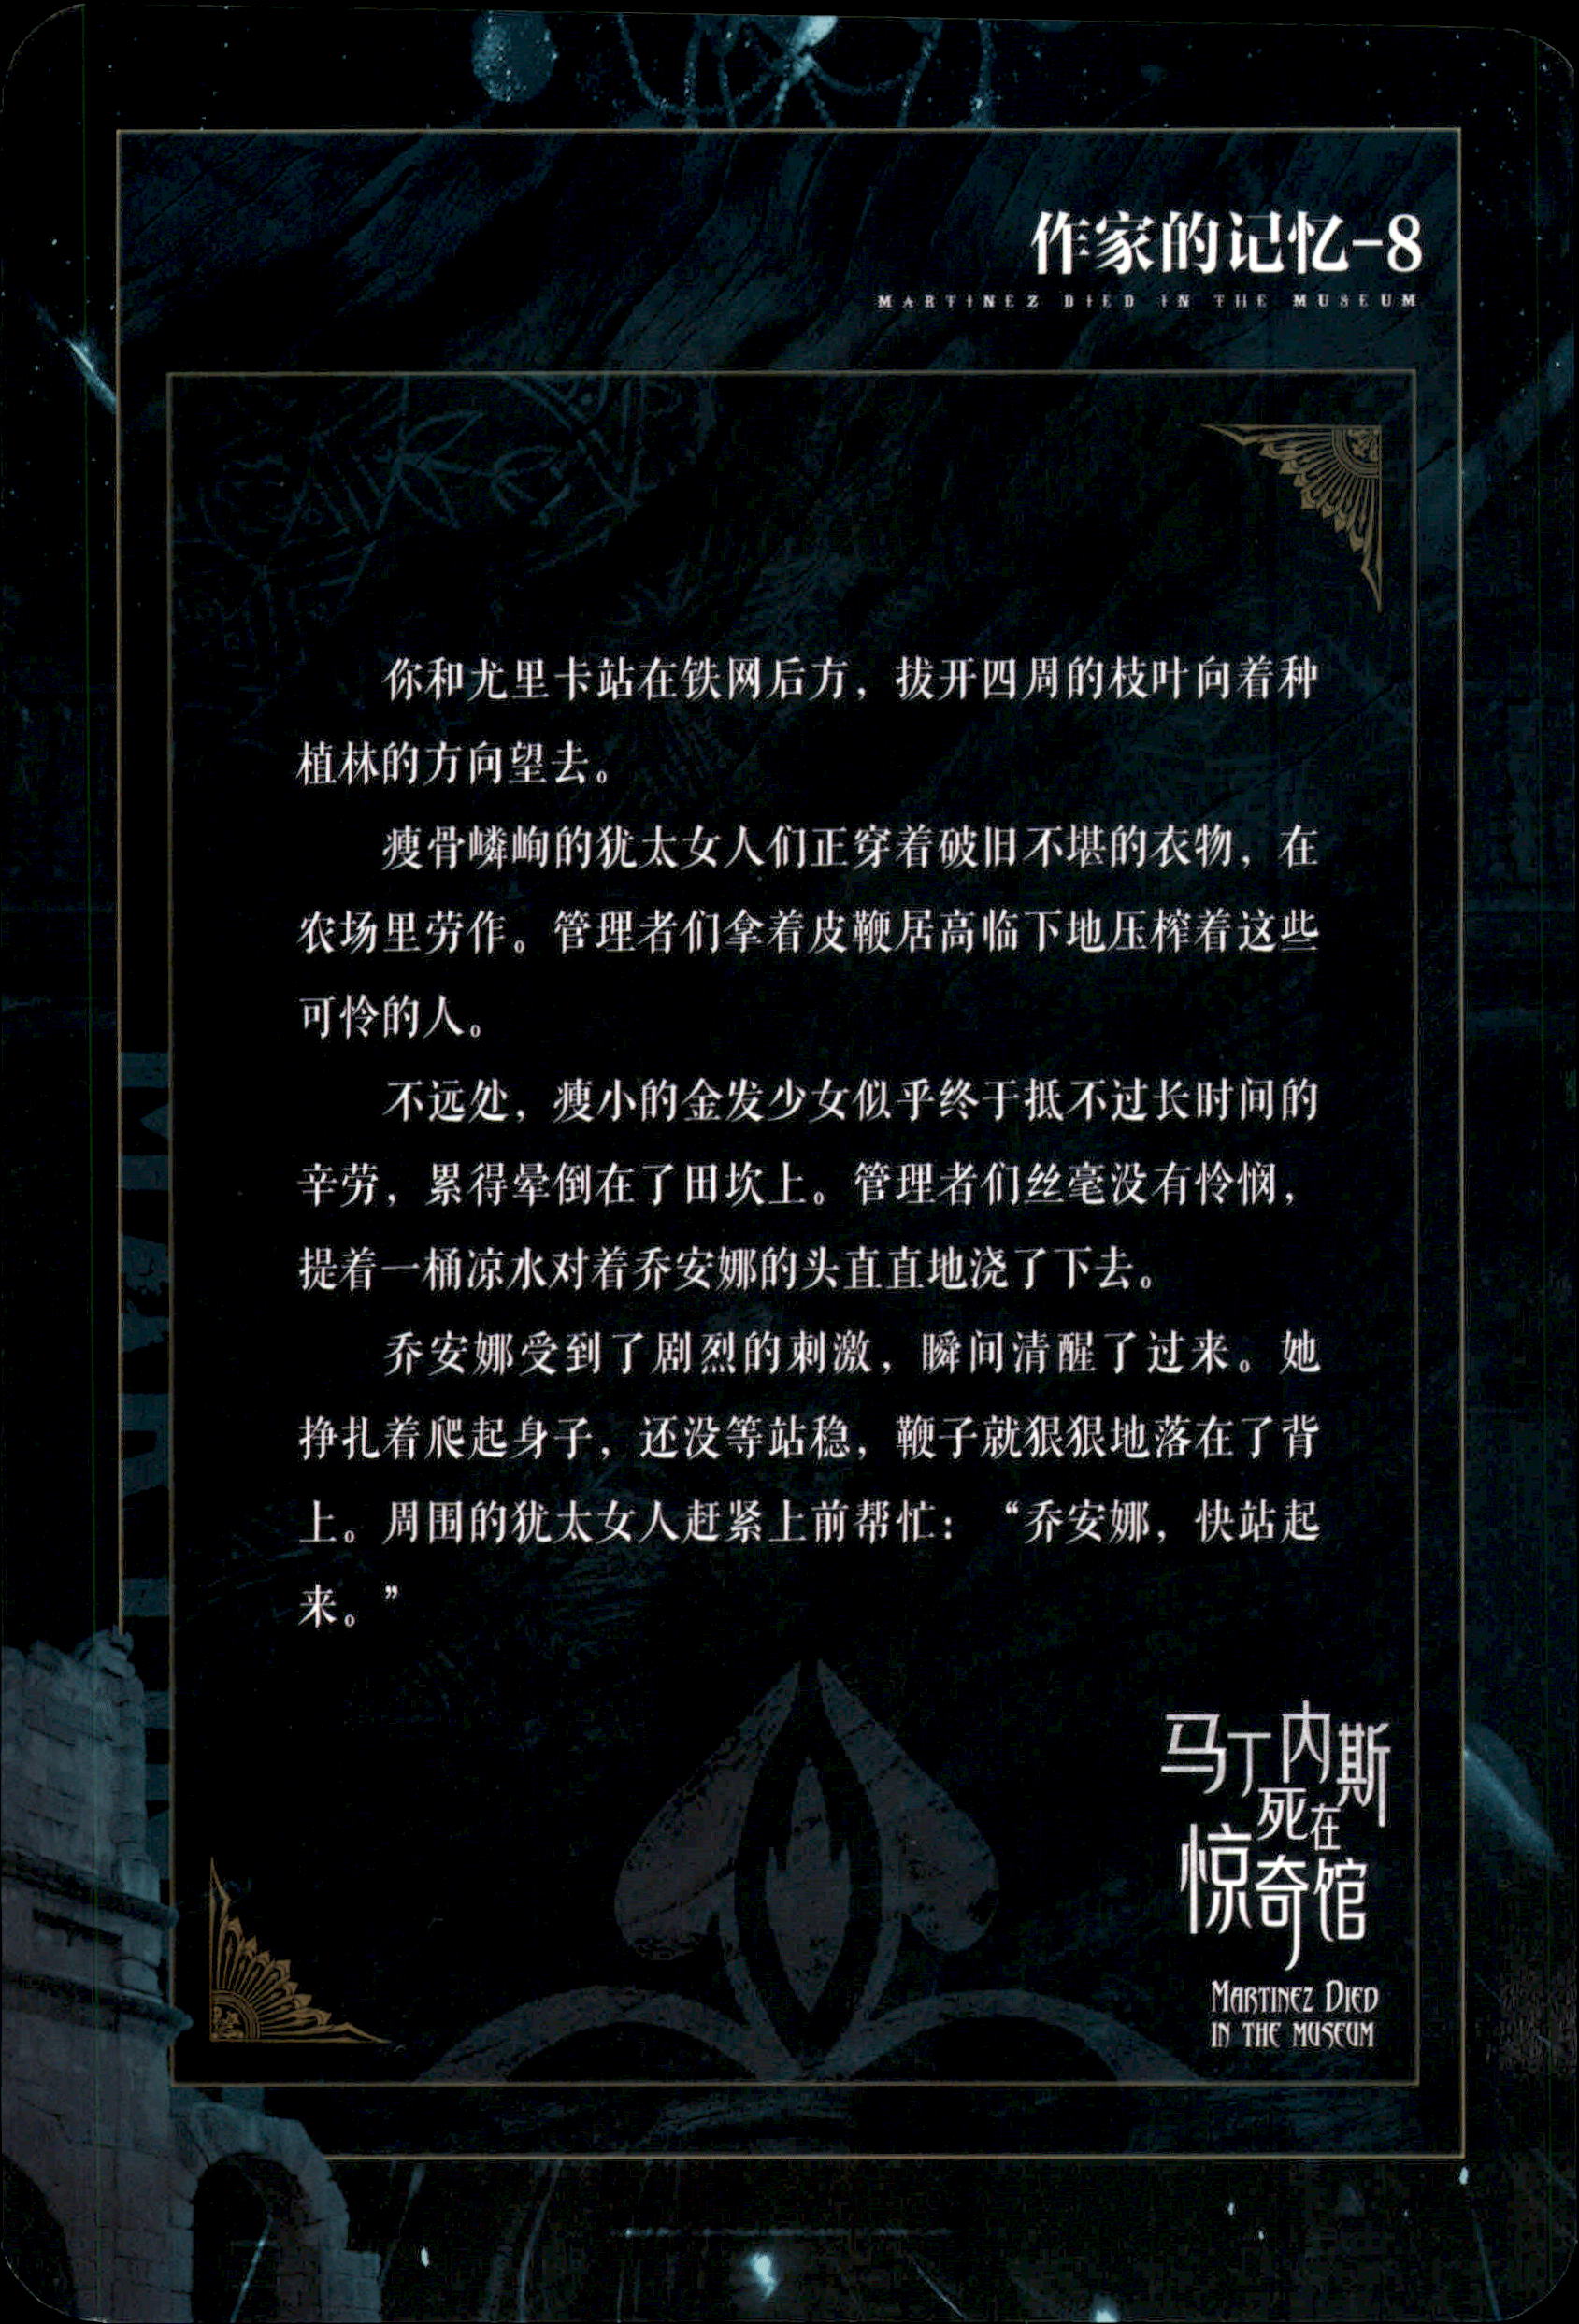 作家的记忆-8
MARTINEZ DIED IN THE MUSEUM
你和尤里卡站在铁网后方，拔开四周的枝叶向着种
植林的方向望去。
瘦骨嶙峋的犹太女人们正穿着破旧不堪的衣物，在
农场里劳作。管理者们拿着皮鞭居高临下地压榨着这些
可怜的人。
不远处，瘦小的金发少女似乎终于抵不过长时间的
辛劳，累得晕倒在了田坎上。管理者们丝毫没有怜悯，
提着一桶凉水对着乔安娜的头直直地浇了下去。
乔安娜受到了剧烈的刺激，瞬间清醒了过来。她
挣扎着爬起身子，还没等站稳，鞭子就狠狠地落在了背
上。周围的犹太女人赶紧上前帮忙：“乔安娜，快站起
来。”
马丁内斯
死在
惊奇馆
MARTINEZ DIED
IN THE MUSEUM